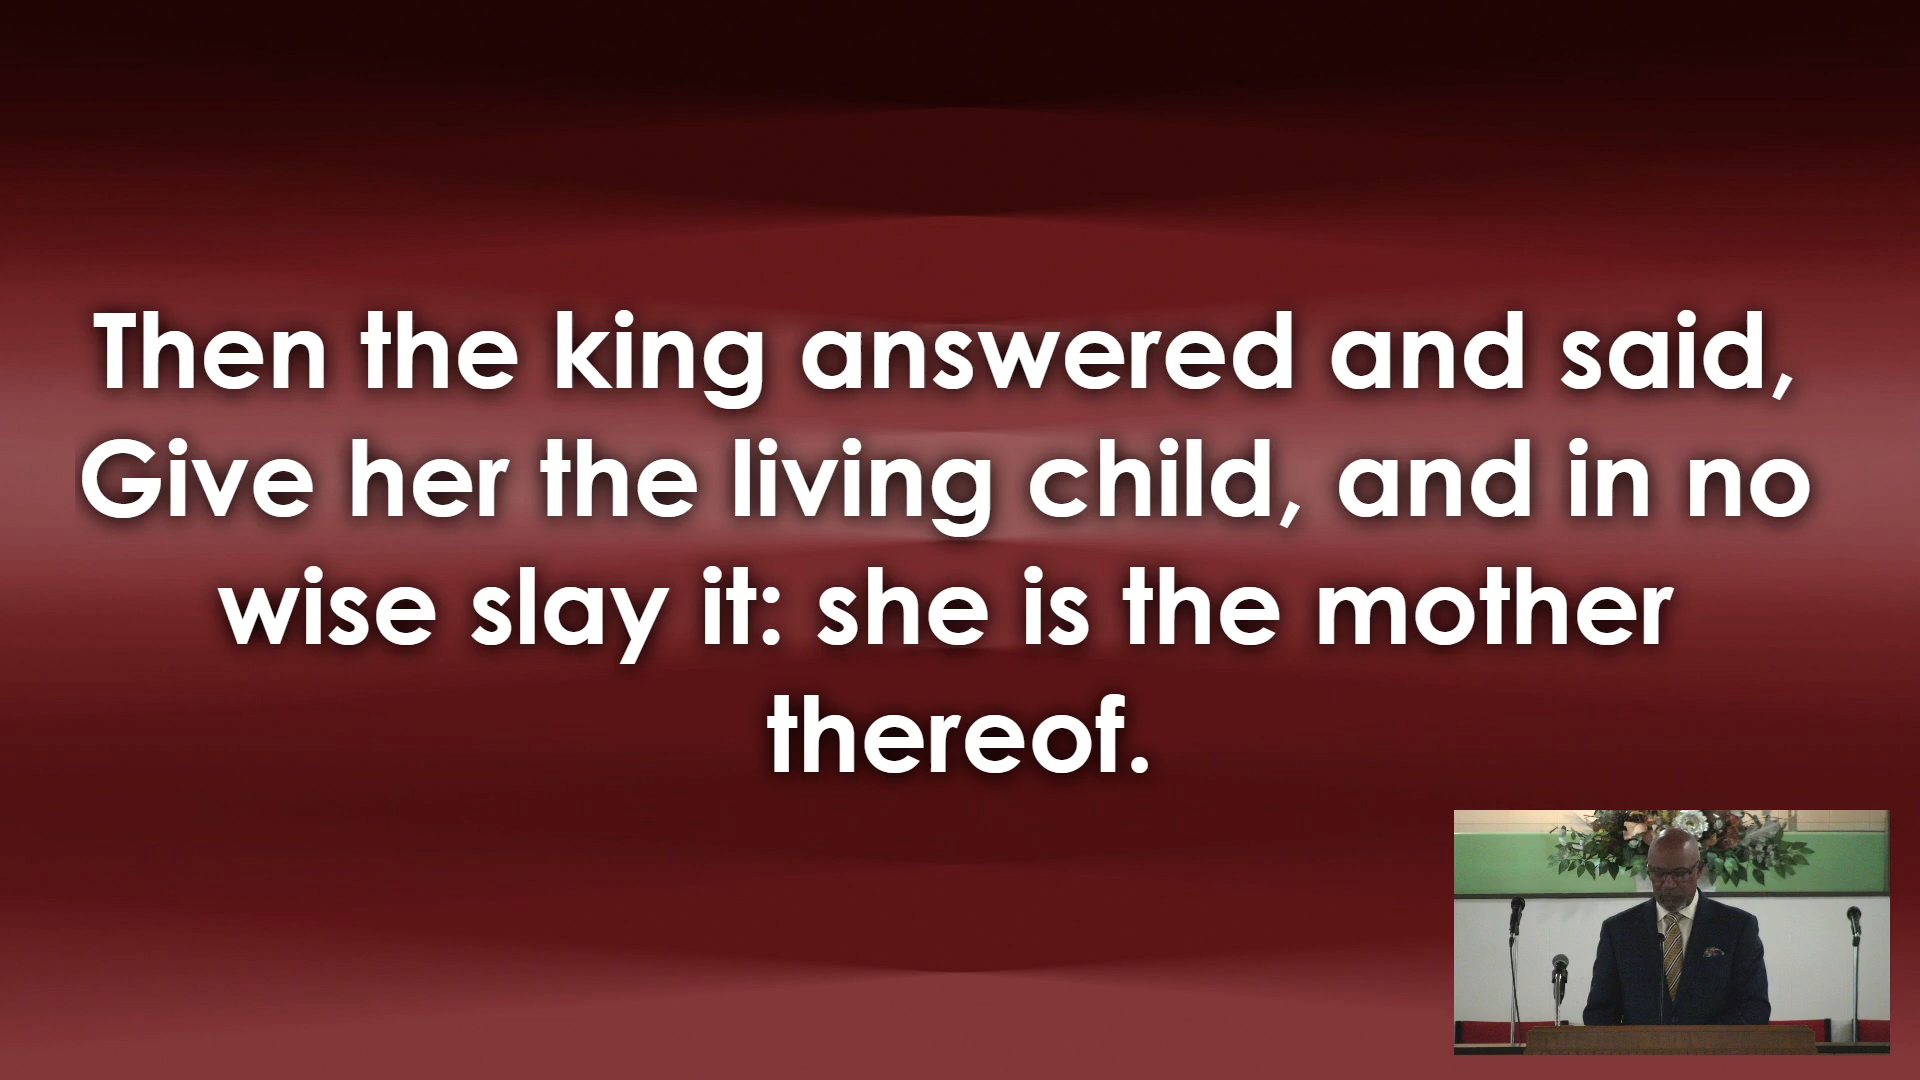 Then the king answered and said,
Give her the living child, and in no
wise slay it: she is the mother
thereof.